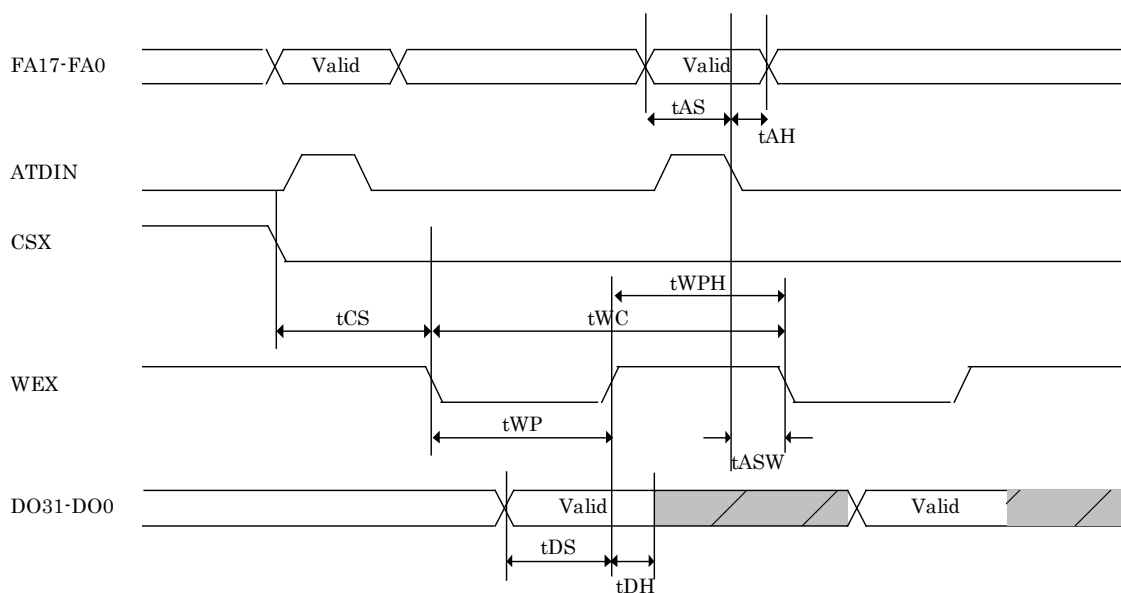 FA17-FA0
Valid
Valid
tAS
tAH
ATDIN
CSX
tWPH
tCS
tWC
WEX
tWP
tASW
DO31-DO0
Valid
Valid
tDS
tDH